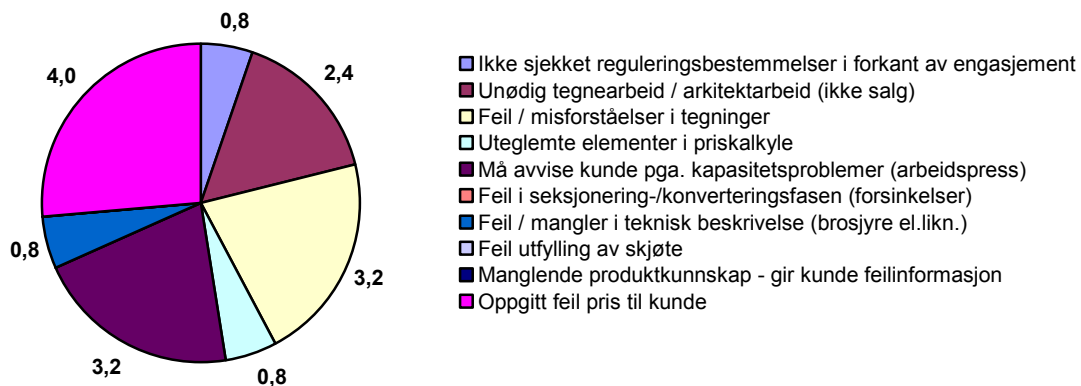 0,8
2,4
3,2
0,8
3,2
0,8
4,0
Ikke sjekket reguleringsbestemmelser i forkant av engasjement
Unødig tegnearbeid / arkitektarbeid (ikke salg)
Feil / misforståelser i tegninger
Uteglemte elementer i priskalkyle
Må avvise kunde pga. kapasitetsproblemer (arbeidspress)
Feil i seksjonering-/konverteringsfasen (forsinkelser)
Feil / mangler i teknisk beskrivelse (brosjyre el.likn.)
Feil utfylling av skjøte
Manglende produktkunnskap - gir kunde feilinformasjon
Oppgitt feil pris til kunde